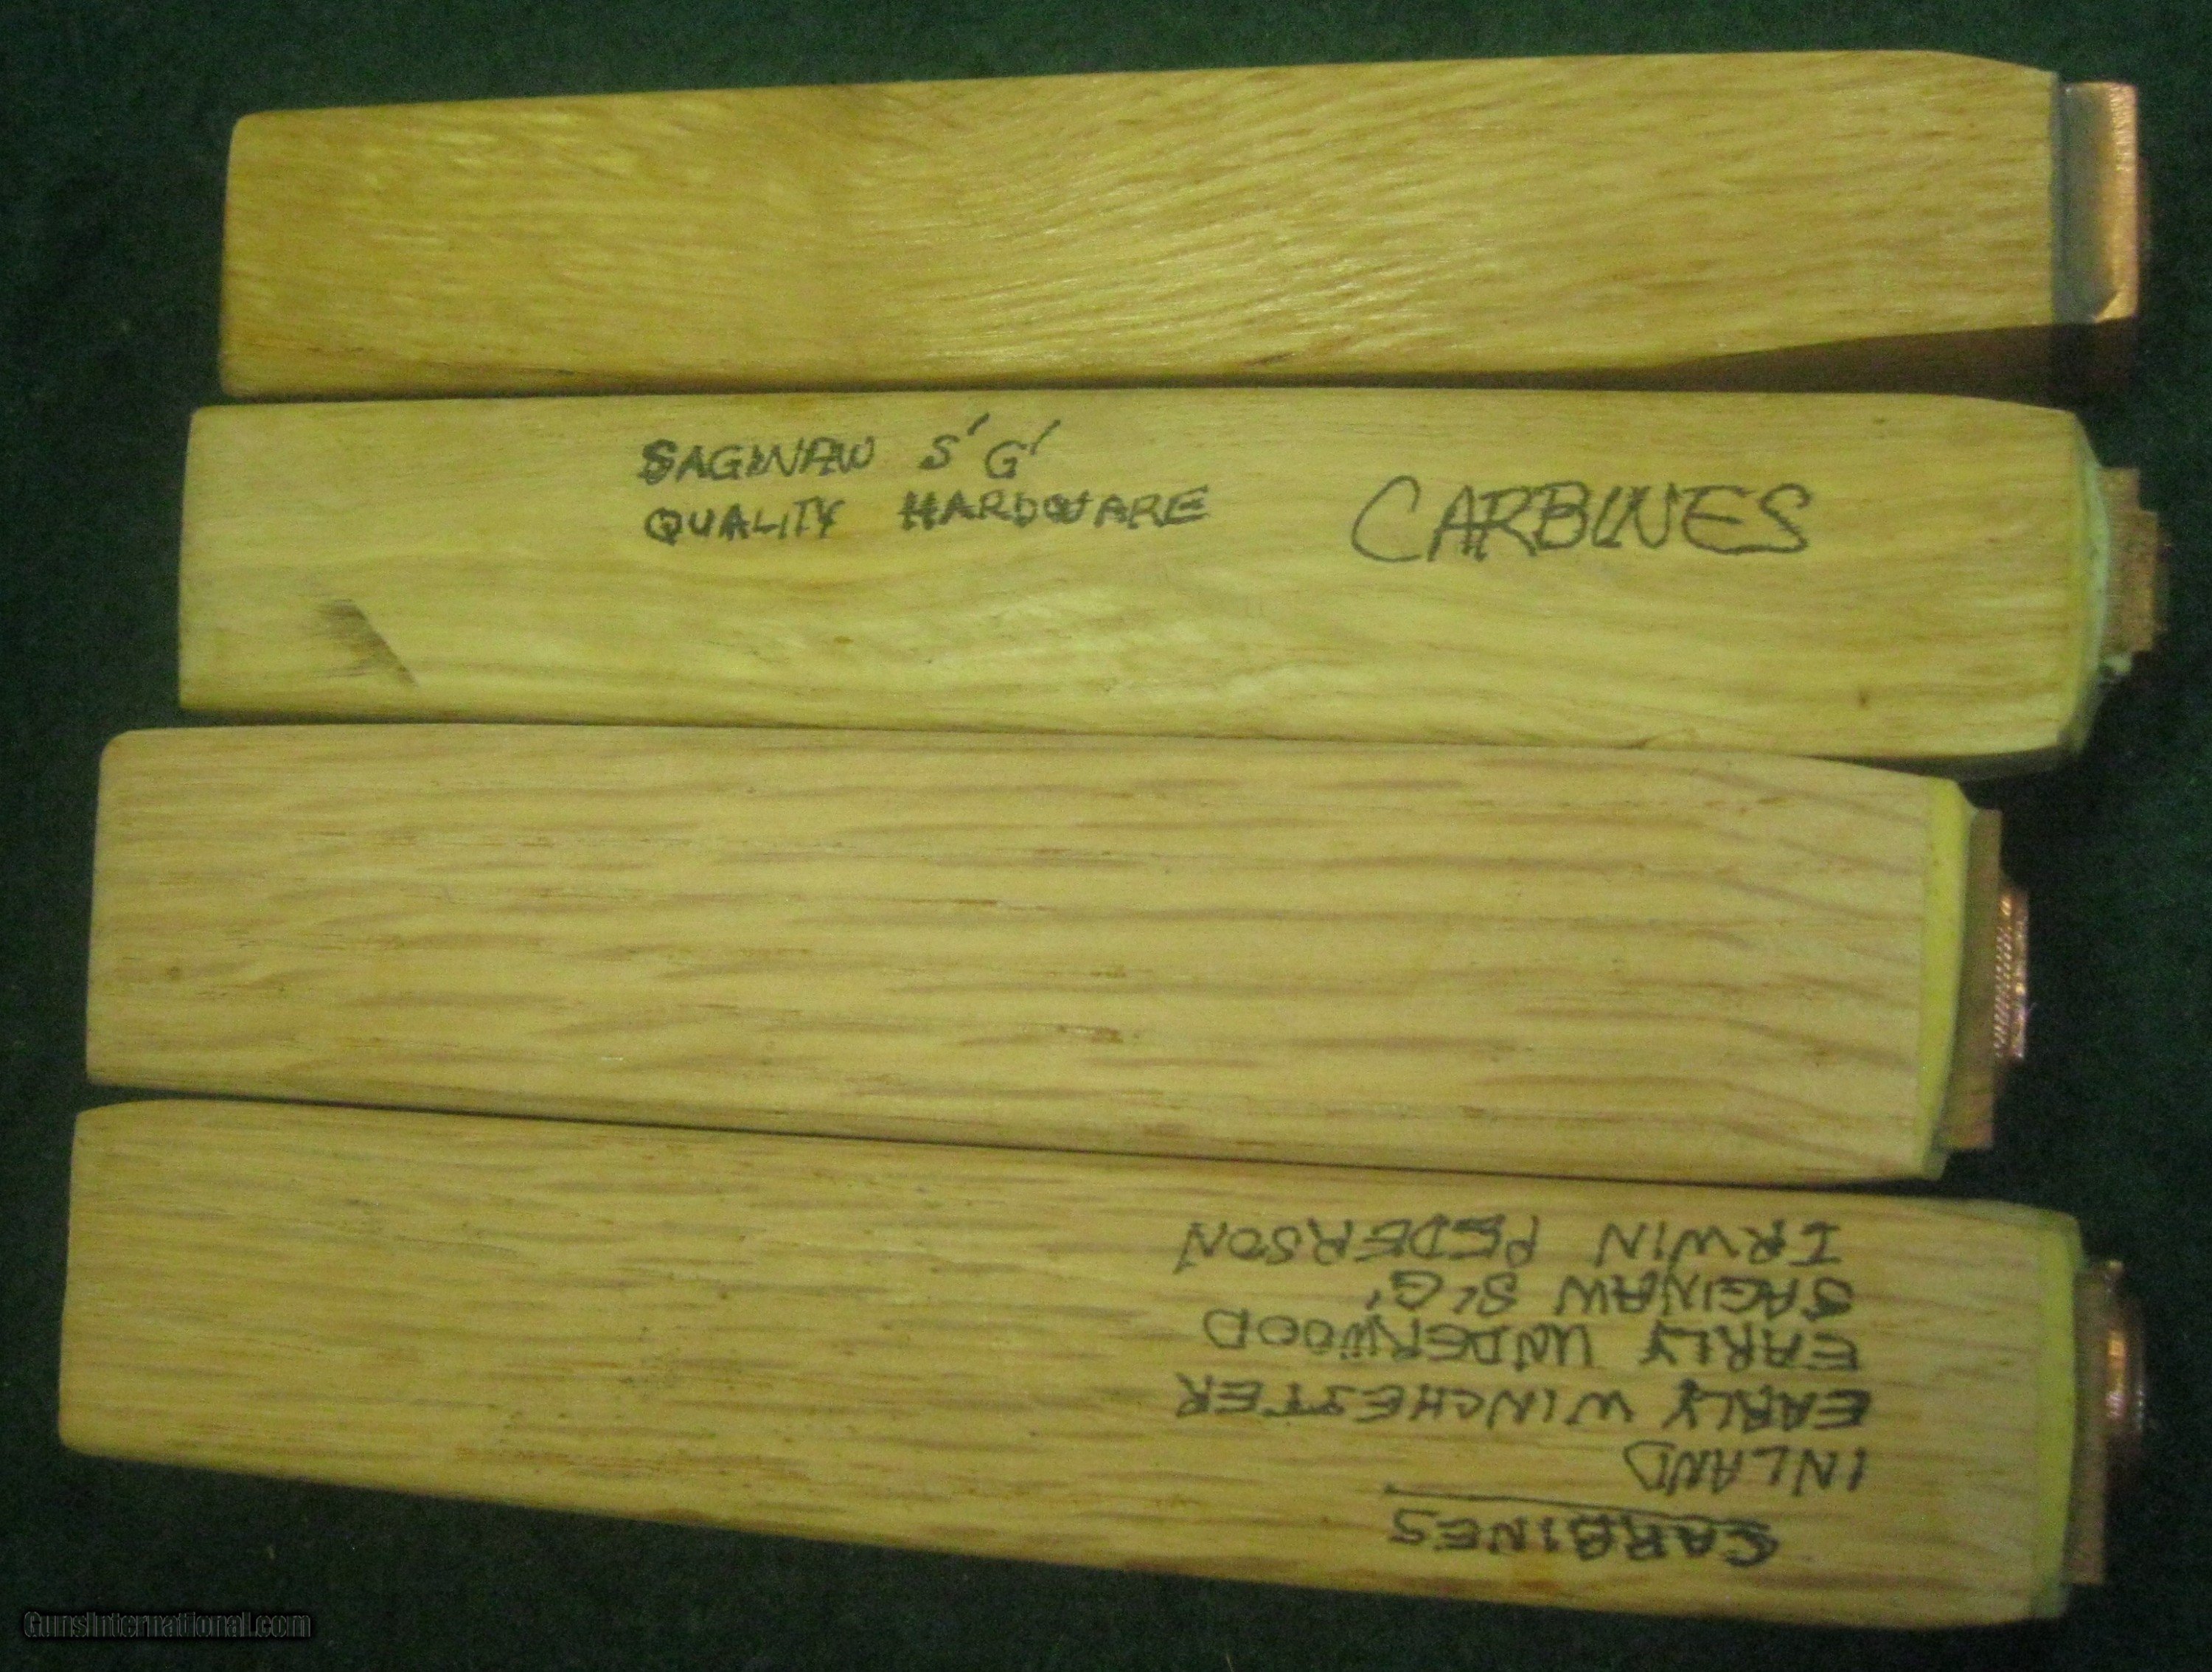 SAGINAW S'G'
QUALITY HARDWARE
CARBINES
CARBINES
INLAND
EARLY WINCHESTER
EARLY UNDERWOOD
SAGINAW S'G'
IRWIN PEDERSON
GunsInternational.com